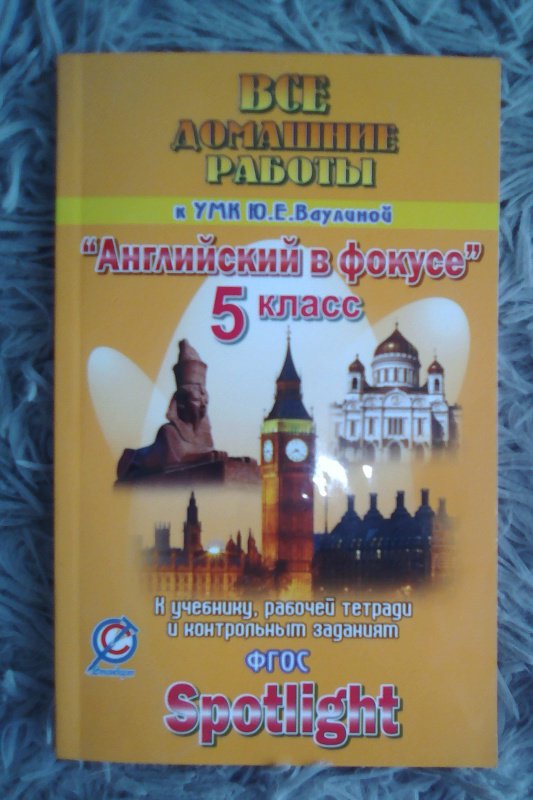 ВСЕ
ДОМАШНИЕ
РАБОТЫ
к УМК Ю.Е.Ваулиной
"Английский в фокусе"
5 класс
К учебнику, рабочей тетради
и контрольным заданиям
ФГОС
Spotlight